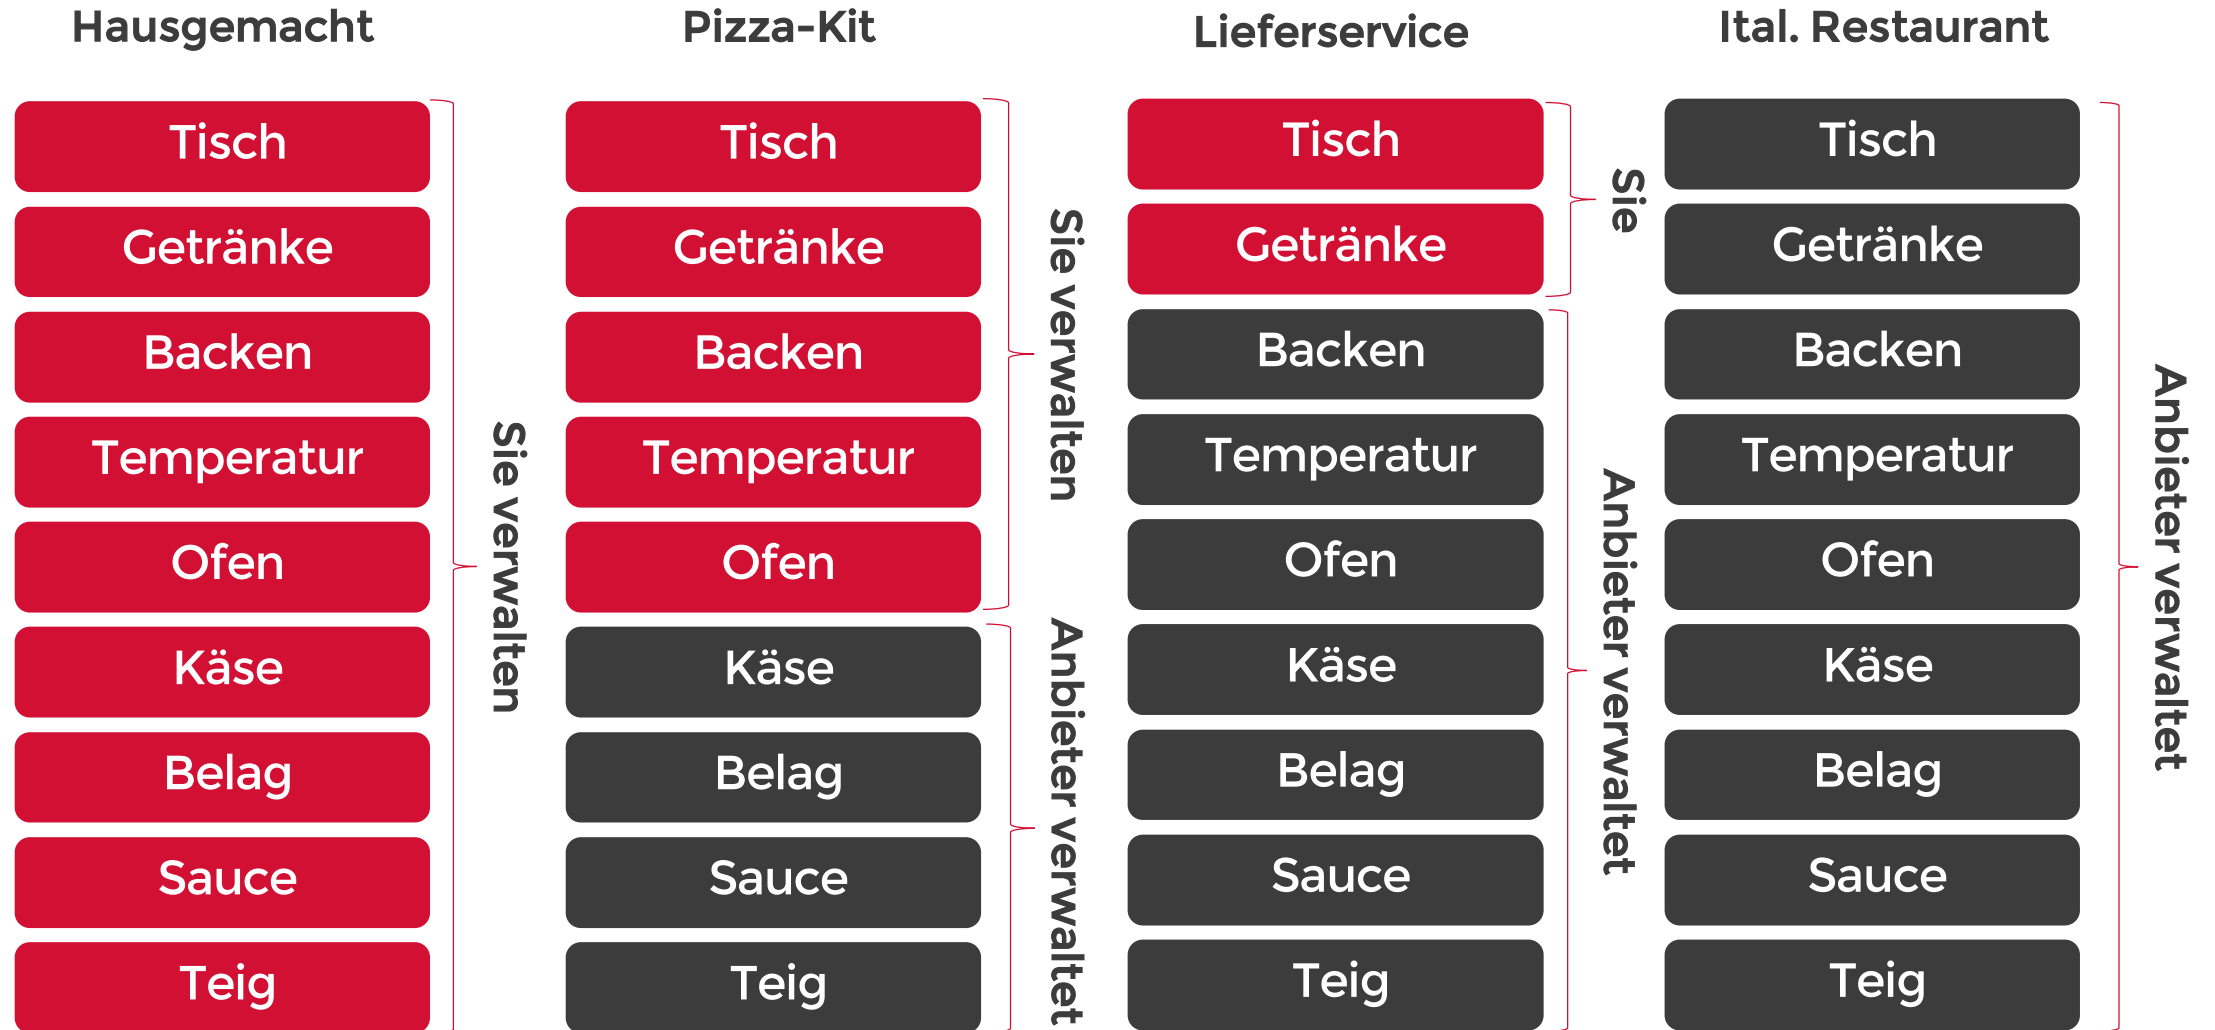 Hausgemacht
Tisch
Getränke
Backen
Temperatur
Ofen
Käse
Belag
Sauce
Teig
Sie verwalten
Pizza-Kit
Tisch
Getränke
Backen
Temperatur
Ofen
Käse
Belag
Sauce
Teig
Sie verwalten
Anbieter verwaltet
Lieferservice
Tisch
Getränke
Backen
Temperatur
Ofen
Käse
Belag
Sauce
Teig
Sie
Anbieter verwaltet
Ital. Restaurant
Tisch
Getränke
Backen
Temperatur
Ofen
Käse
Belag
Sauce
Teig
Anbieter verwaltet